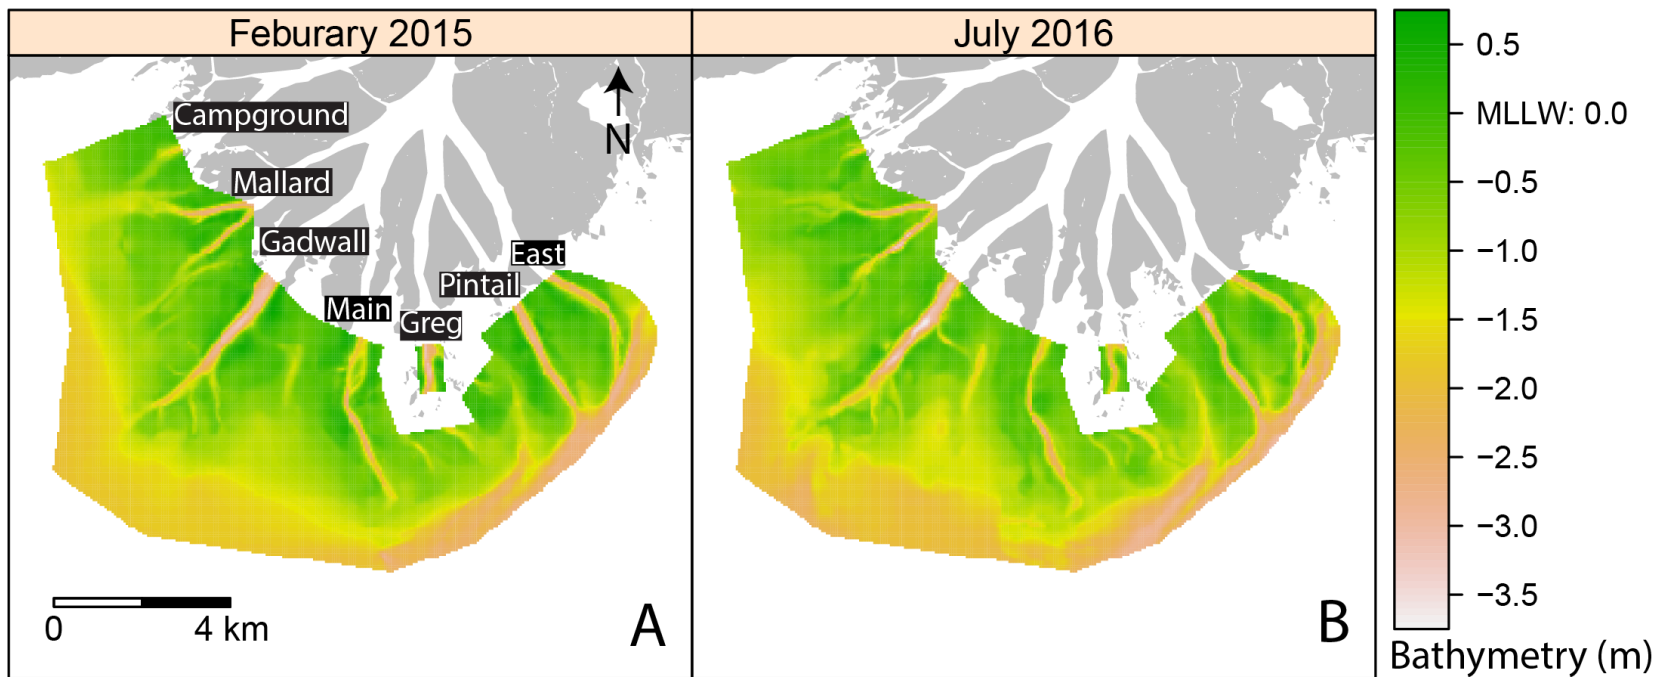 Feburary 2015
July 2016
Campground
N
Mallard
Gadwall
East
Pintail
Main
Greg
0
4 km
A
B
0.5
MLLW: 0.0
−0.5
−1.0
−1.5
−2.0
−2.5
−3.0
−3.5
Bathymetry (m)